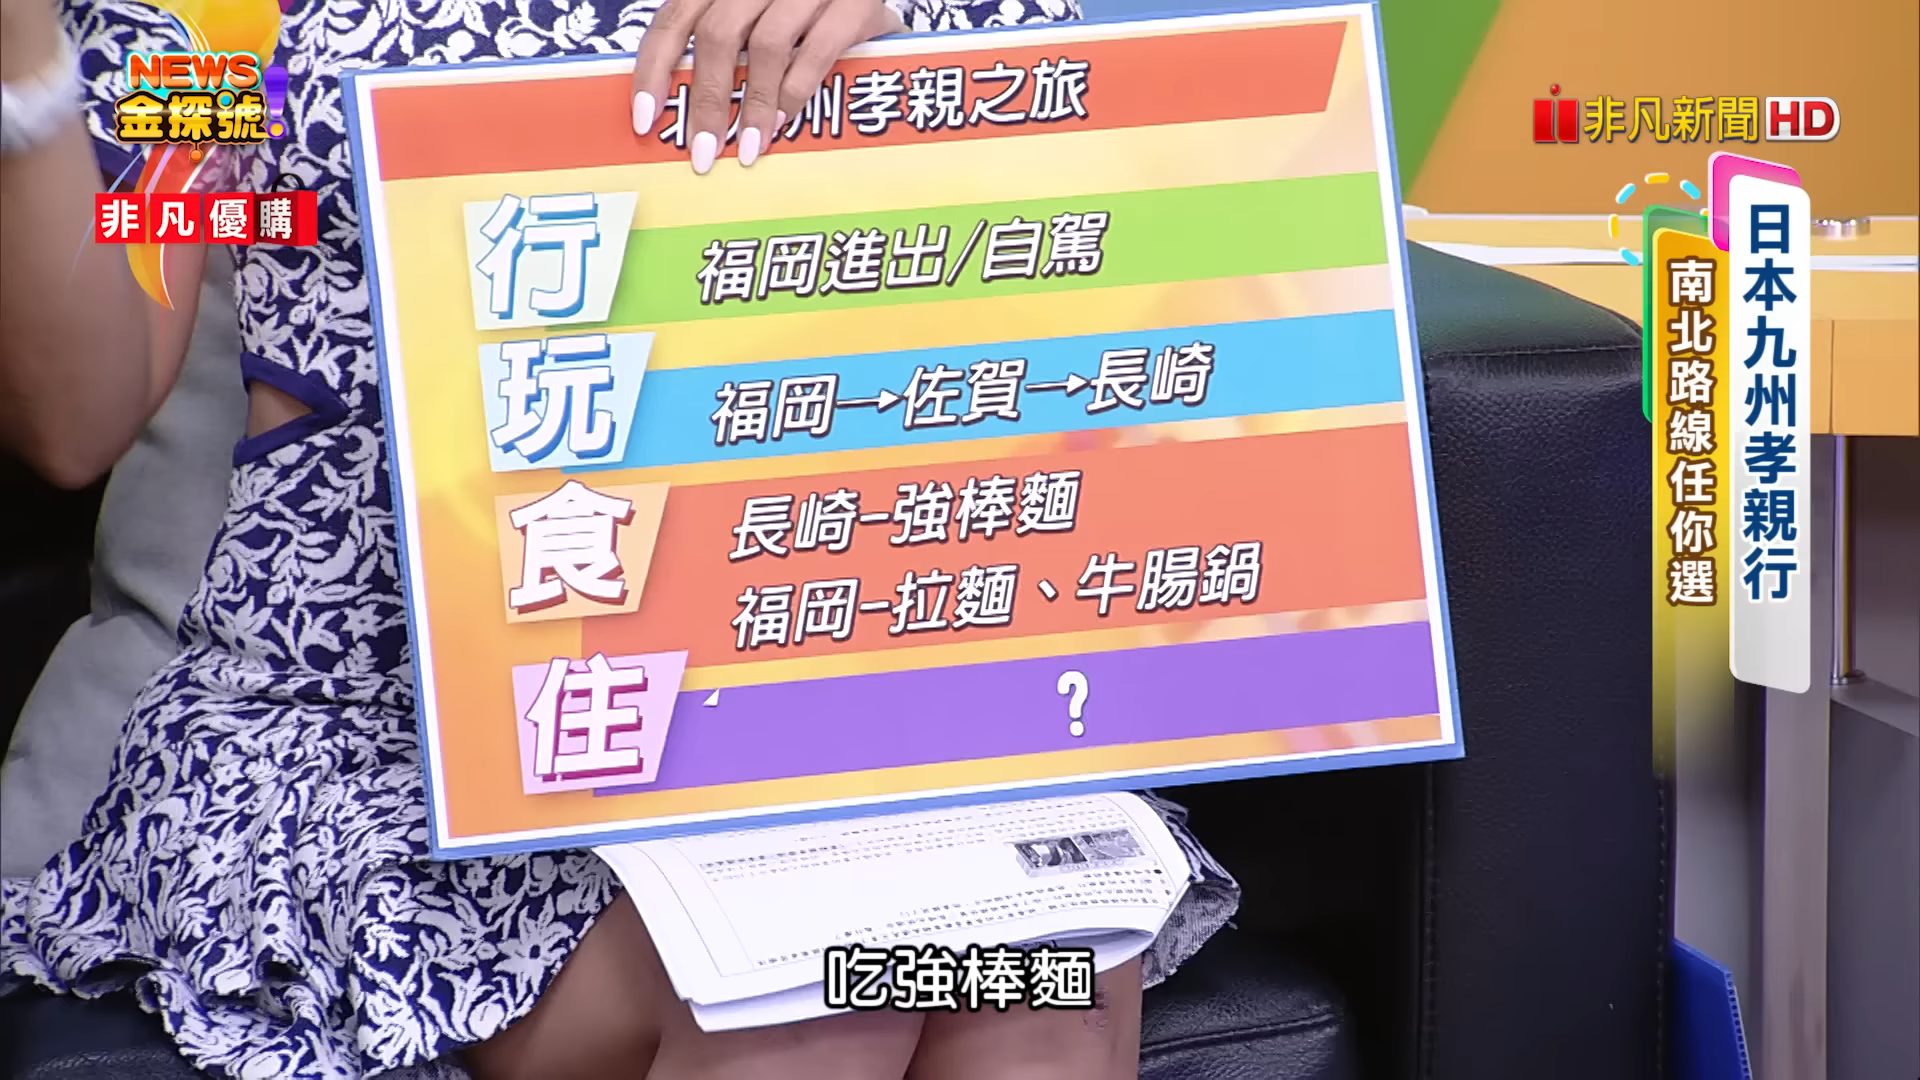 NEWS
金探號!
非凡優購
非凡新聞HD
日本九州孝親行
南北路線任你選
北九州孝親之旅
行
福岡進出/自駕
玩
福岡→佐賀→長崎
食
長崎-強棒麵
福岡-拉麵、牛腸鍋
住
?
吃強棒麵